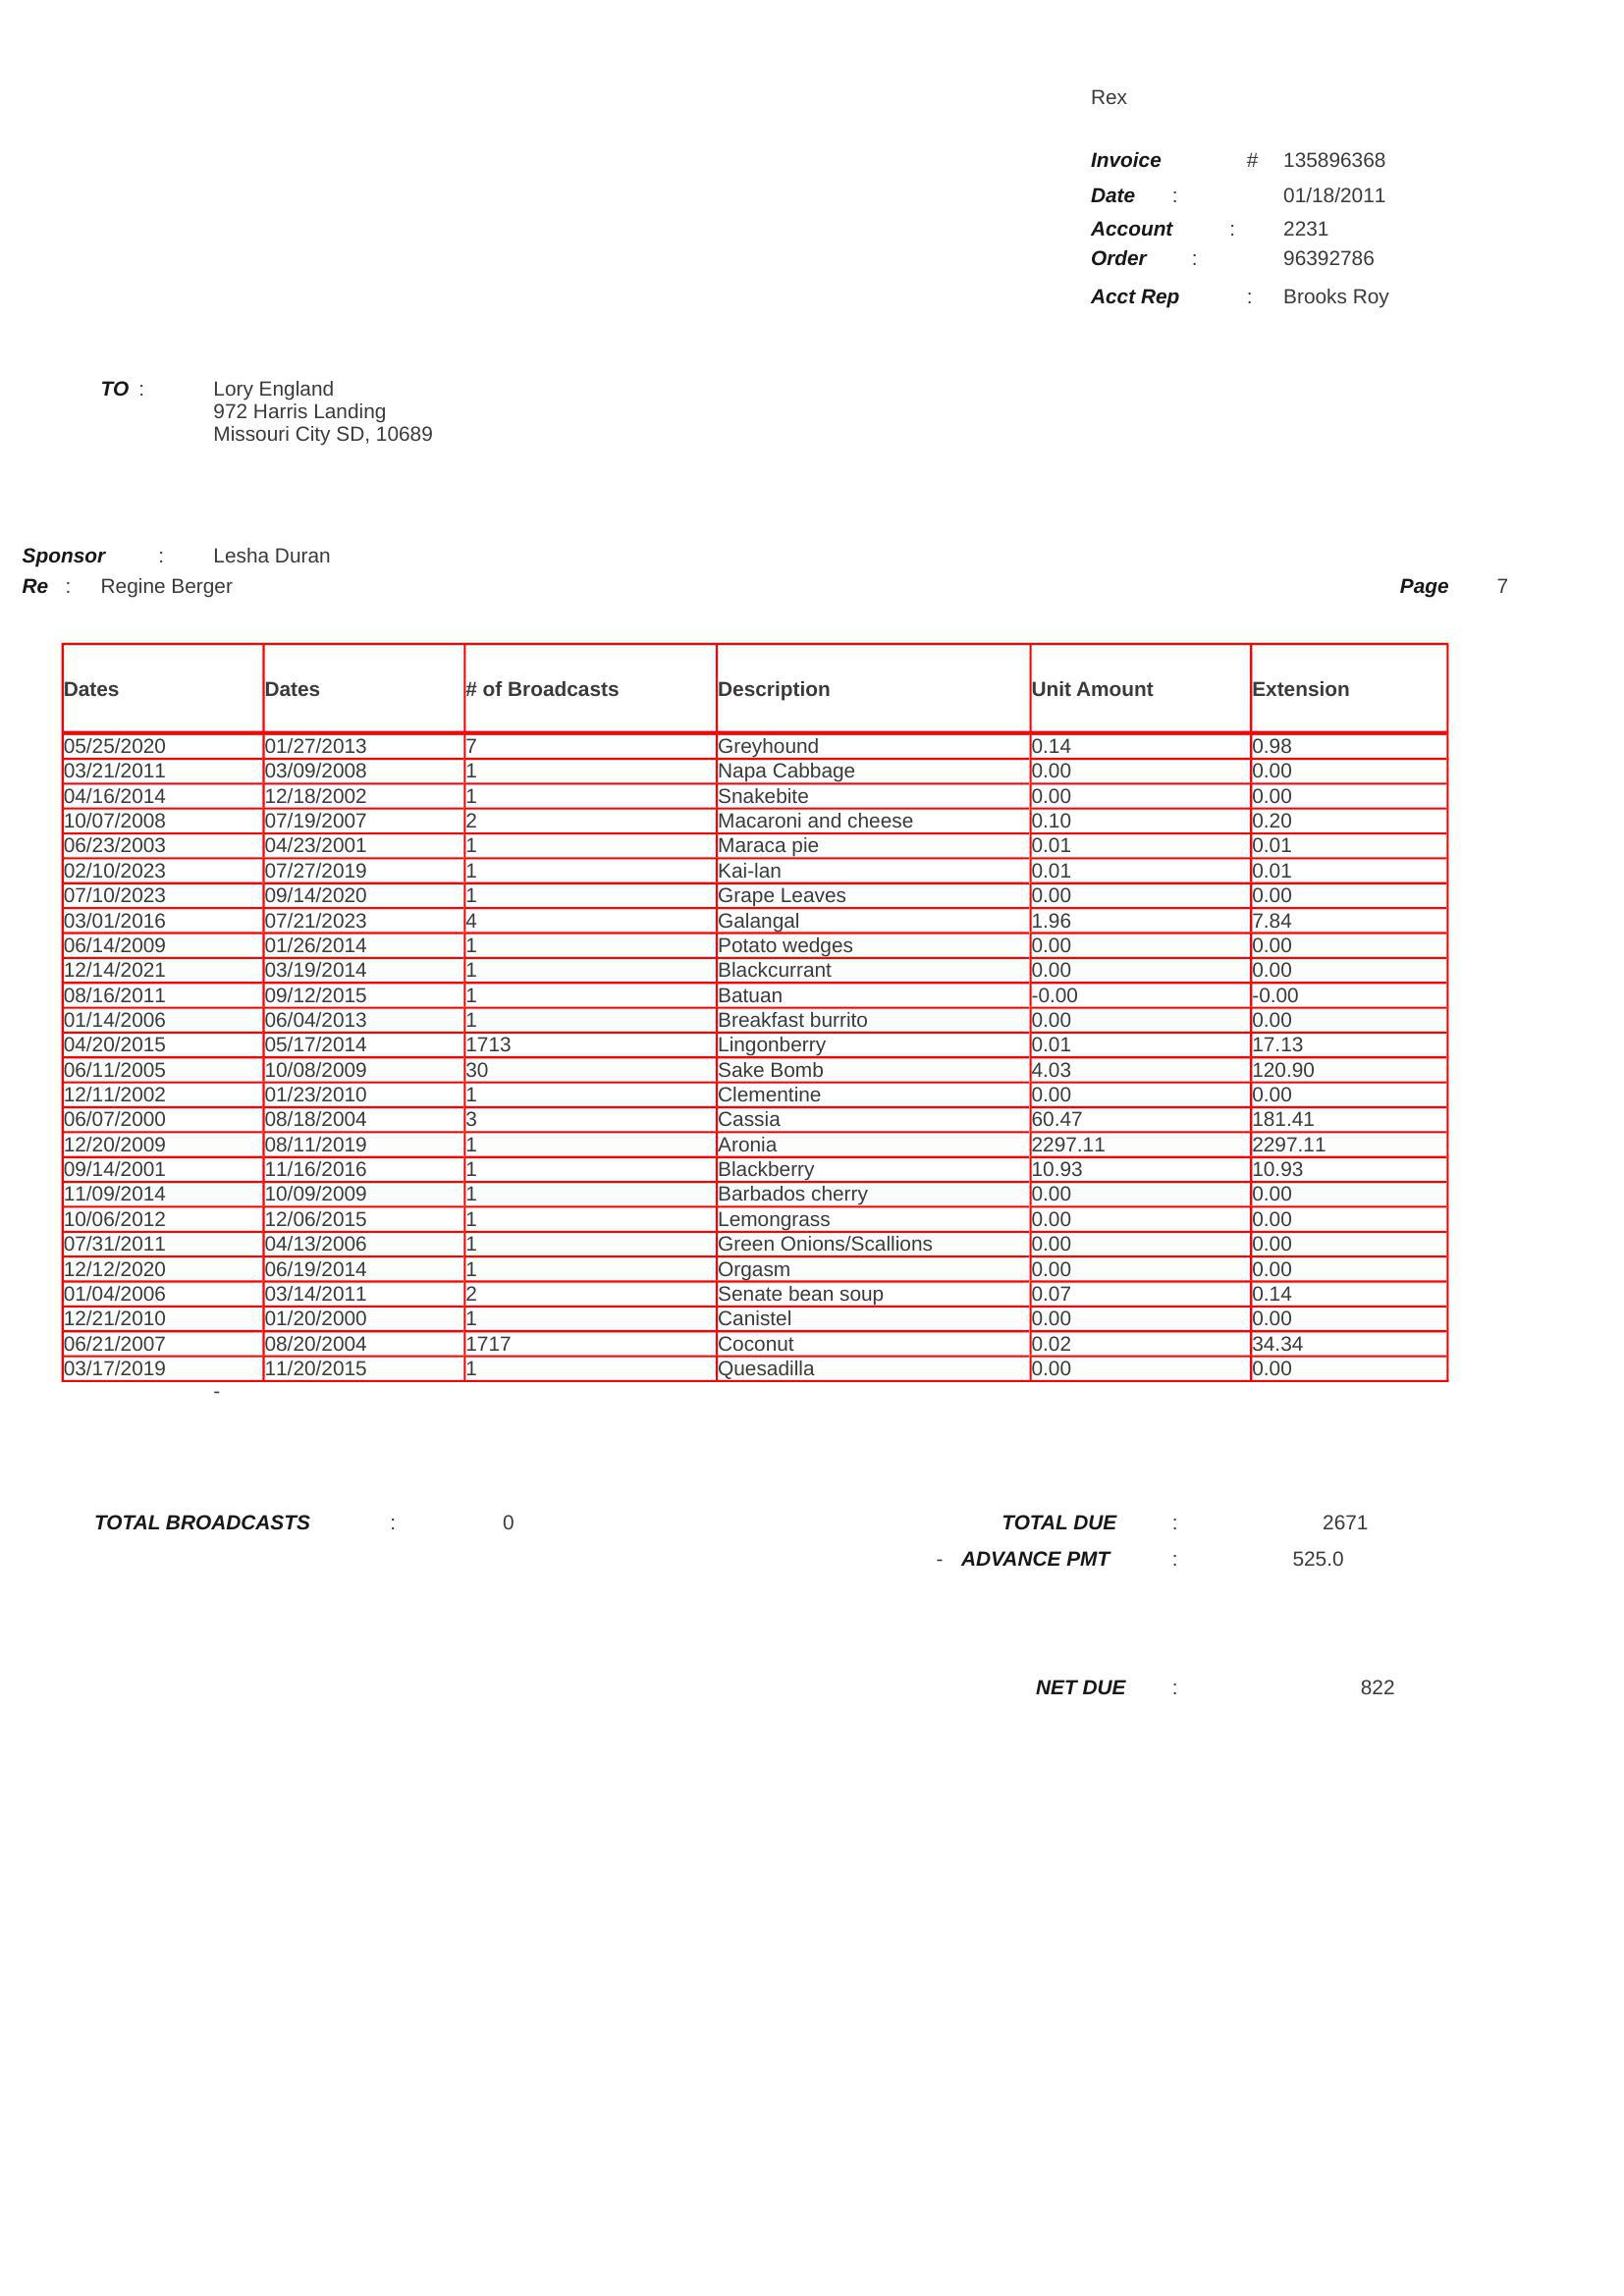 Rex
Invoice # 135896368
Date : 01/18/2011
Account : 2231
Order : 96392786
Acct Rep : Brooks Roy
TO : Lory England
972 Harris Landing
Missouri City SD, 10689
Sponsor : Lesha Duran
Re : Regine Berger Page 7
Dates Dates # of Broadcasts Description Unit Amount Extension
05/25/2020 01/27/2013 7 Greyhound 0.14 0.98
03/21/2011 03/09/2008 1 Napa Cabbage 0.00 0.00
04/16/2014 12/18/2002 1 Snakebite 0.00 0.00
10/07/2008 07/19/2007 2 Macaroni and cheese 0.10 0.20
06/23/2003 04/23/2001 1 Maraca pie 0.01 0.01
02/10/2023 07/27/2019 1 Kai-lan 0.01 0.01
07/10/2023 09/14/2020 1 Grape Leaves 0.00 0.00
03/01/2016 07/21/2023 4 Galangal 1.96 7.84
06/14/2009 01/26/2014 1 Potato wedges 0.00 0.00
12/14/2021 03/19/2014 1 Blackcurrant 0.00 0.00
08/16/2011 09/12/2015 1 Batuan -0.00 -0.00
01/14/2006 06/04/2013 1 Breakfast burrito 0.00 0.00
04/20/2015 05/17/2014 1713 Lingonberry 0.01 17.13
06/11/2005 10/08/2009 30 Sake Bomb 4.03 120.90
12/11/2002 01/23/2010 1 Clementine 0.00 0.00
06/07/2000 08/18/2004 3 Cassia 60.47 181.41
12/20/2009 08/11/2019 1 Aronia 2297.11 2297.11
09/14/2001 11/16/2016 1 Blackberry 10.93 10.93
11/09/2014 10/09/2009 1 Barbados cherry 0.00 0.00
10/06/2012 12/06/2015 1 Lemongrass 0.00 0.00
07/31/2011 04/13/2006 1 Green Onions/Scallions 0.00 0.00
12/12/2020 06/19/2014 1 Orgasm 0.00 0.00
01/04/2006 03/14/2011 2 Senate bean soup 0.07 0.14
12/21/2010 01/20/2000 1 Canistel 0.00 0.00
06/21/2007 08/20/2004 1717 Coconut 0.02 34.34
03/17/2019 11/20/2015 1 Quesadilla 0.00 0.00
-
TOTAL BROADCASTS : 0 TOTAL DUE : 2671
- ADVANCE PMT : 525.0
NET DUE : 822